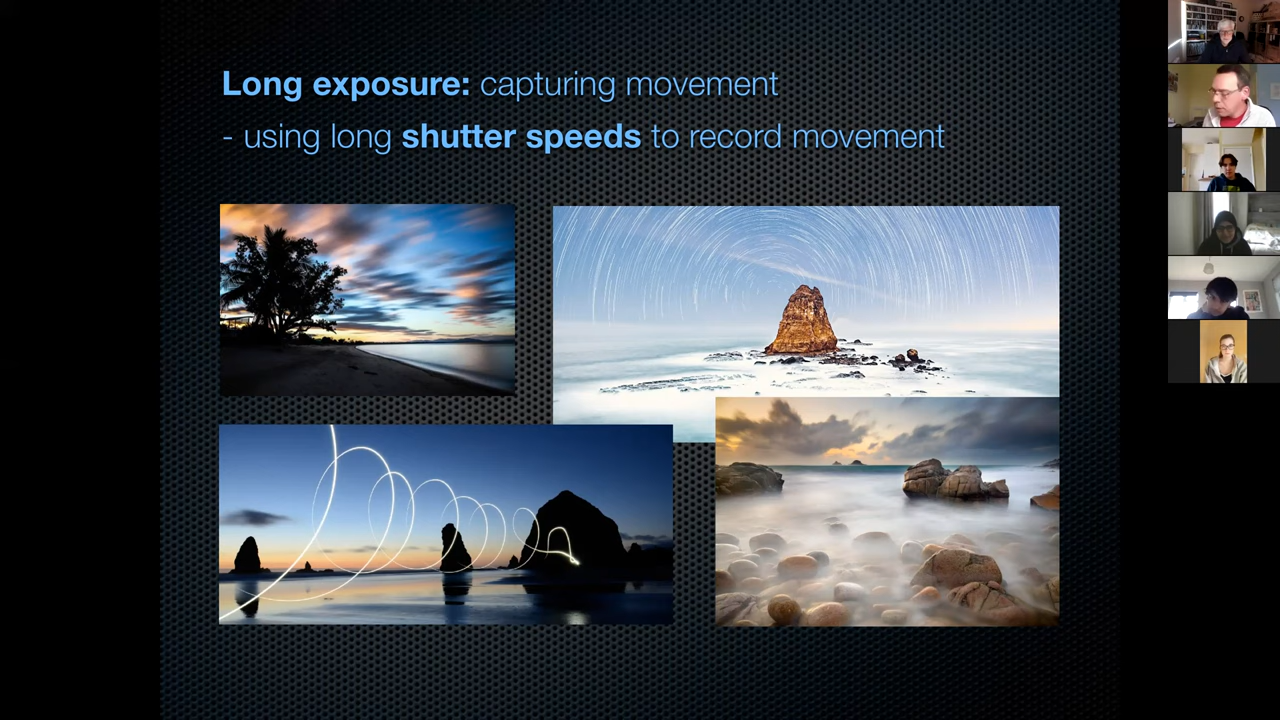 Long exposure: capturing movement
- using long shutter speeds to record movement